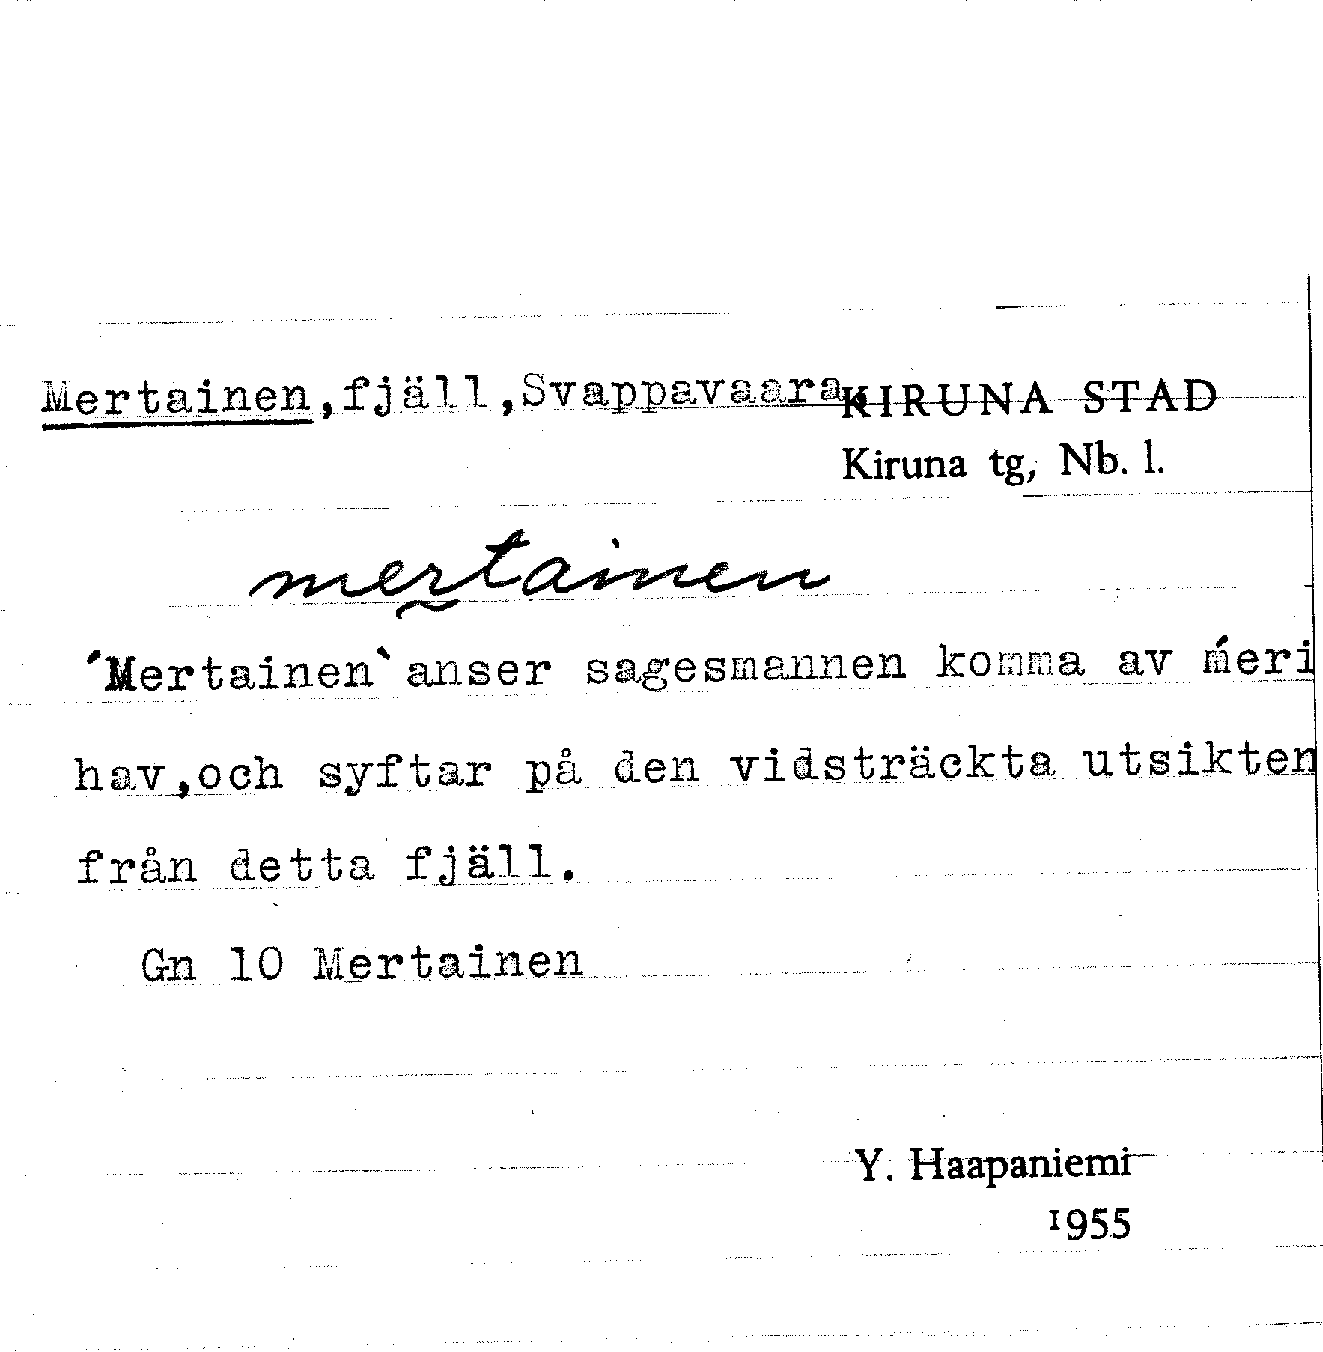 Mertainen,fjäll,Svappavaara, KIRUNA STAD
Kiruna tg, Nb. l.
mertainen
´Mertainen` anser sagesmannen komma av ḿeri
hav,och syftar på den vidsträckta utsikten
från detta fjäll.
Gn 10 Mertainen
Y. Haapaniemi
1955